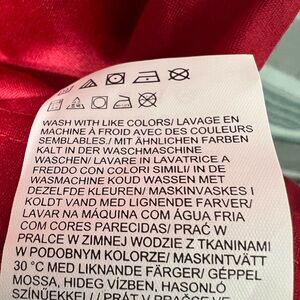 WASH WITH LIKE COLORS/ LAVAGE EN
MACHINE À FROID AVEC DES COULEURS
SEMBLABLES./ MIT ÄHNLICHEN FARBEN
KALT IN DER WASCHMASCHINE
WASCHEN/ LAVARE IN LAVATRICE A
FREDDO CON COLORI SIMILI/ IN DE
WASMACHINE KOUD WASSEN MET
DEZELFDE KLEUREN/ MASKINVASKES I
KOLDT VAND MED LIGNENDE FARVER/
LAVAR NA MÁQUINA COM ÁGUA FRIA
COM CORES PARECIDAS/ PRAĆ W
PRALCE W ZIMNEJ WODZIE Z TKANINAMI
W PODOBNYM KOLORZE/ MASKINTVÄTT
30 °C MED LIKNANDE FÄRGER/ GÉPPEL
MOSSA, HIDEG VÍZBEN, HASONLÓ
SZÍNŰEKKEL/ PRÁT V PRAČCE VE